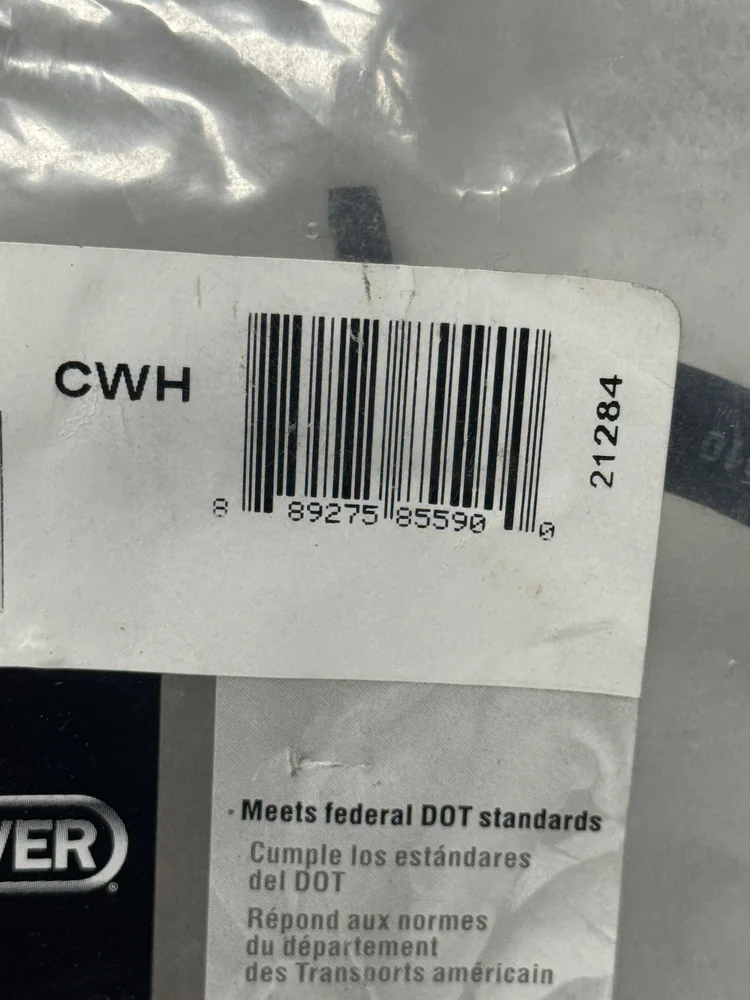 CWH
8 89275 85590 0
21284
VER
®
· Meets federal DOT standards
Cumple los estándares
del DOT
Répond aux normes
du département
des Transports américain